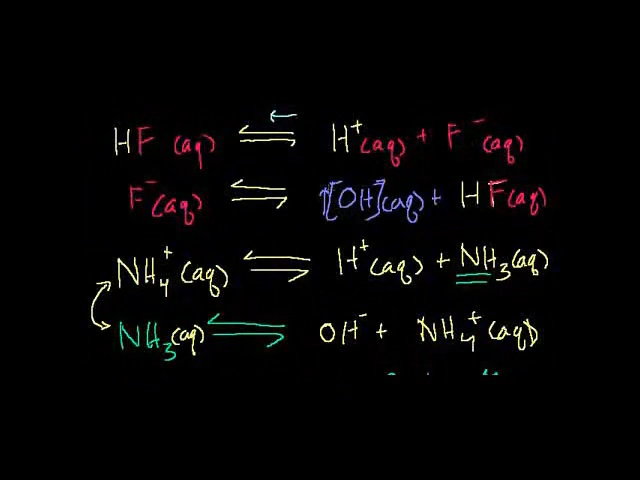 HF (aq) ⇌ H⁺(aq) + F⁻(aq)
F⁻(aq) ⇌ ↑[OH](aq) + HF(aq)
NH₄⁺(aq) ⇌ H⁺(aq) + NH₃(aq)
NH₃(aq) ⇌ OH⁻ + NH₄⁺(aq)